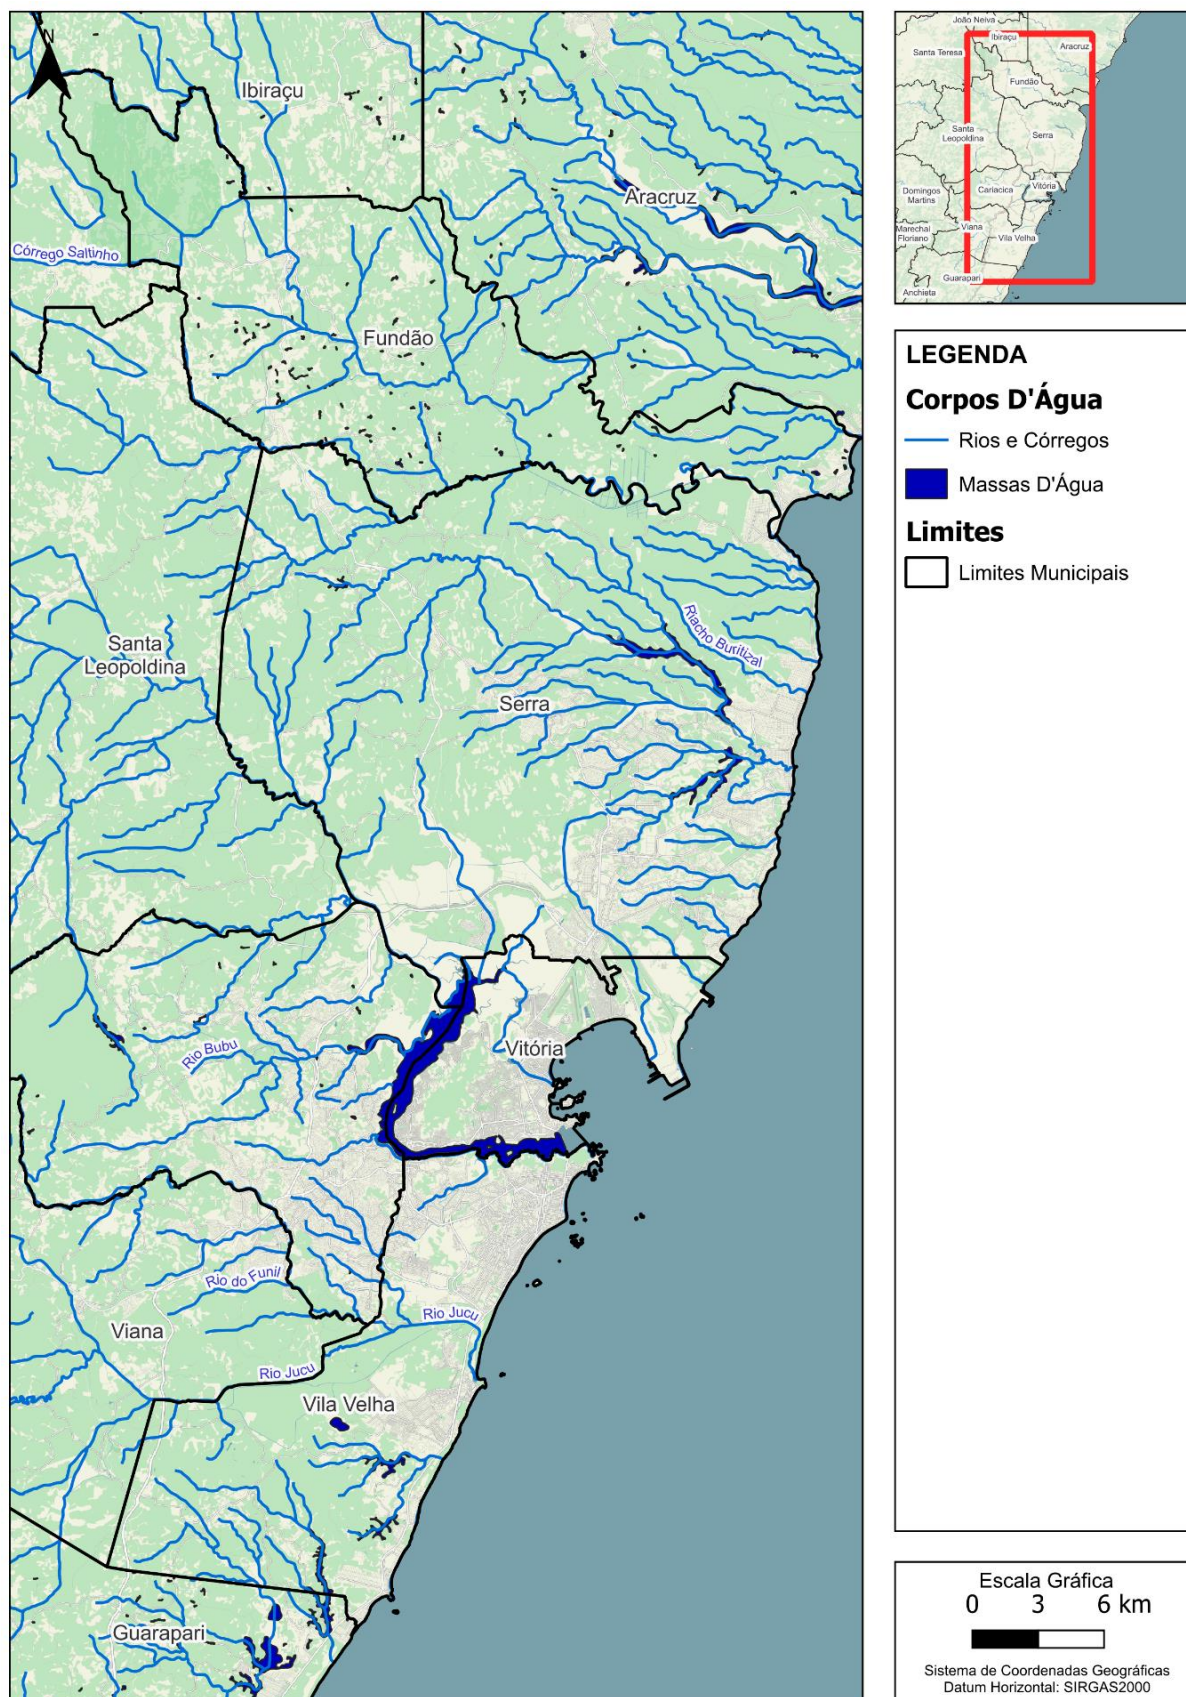 N
Ibiraçu
Aracruz
Córrego Saltinho
Fundão
Riacho Buritizal
Santa
Leopoldina
Serra
Rio Bubu
Vitória
Rio do Funil
Rio Jucu
Viana
Rio Jucu
Vila Velha
Guarapari
João Neiva
Ibiraçu
Santa Teresa
Aracruz
Fundão
Santa
Leopoldina
Serra
Domingos
Martins
Cariacica
Vitória
Marechal
Floriano
Viana
Vila Velha
Guarapari
Anchieta
LEGENDA
Corpos D'Água
Rios e Córregos
Massas D'Água
Limites
Limites Municipais
Escala Gráfica
0 3 6 km
Sistema de Coordenadas Geográficas
Datum Horizontal: SIRGAS2000